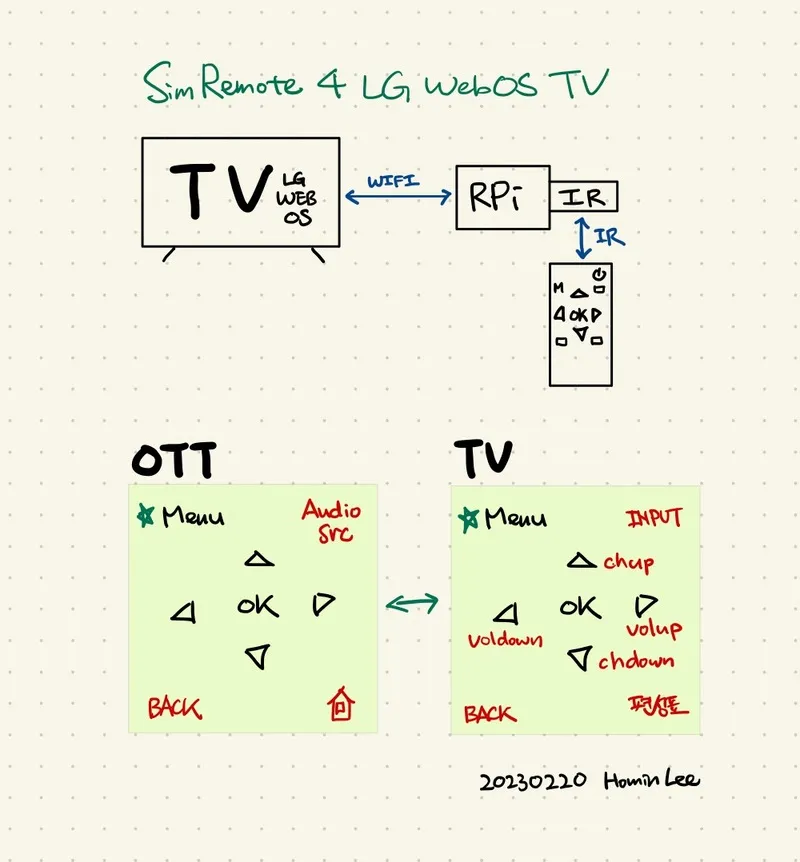 SimRemote 4 LG WebOS TV
TV LG
WEB
OS
WIFI
RPi
IR
IR
M
OK
OTT
Menu
Audio
Src
OK
BACK
TV
Menu
INPUT
chup
OK
voldown
volup
chdown
BACK
편성표
20230220 Homin Lee